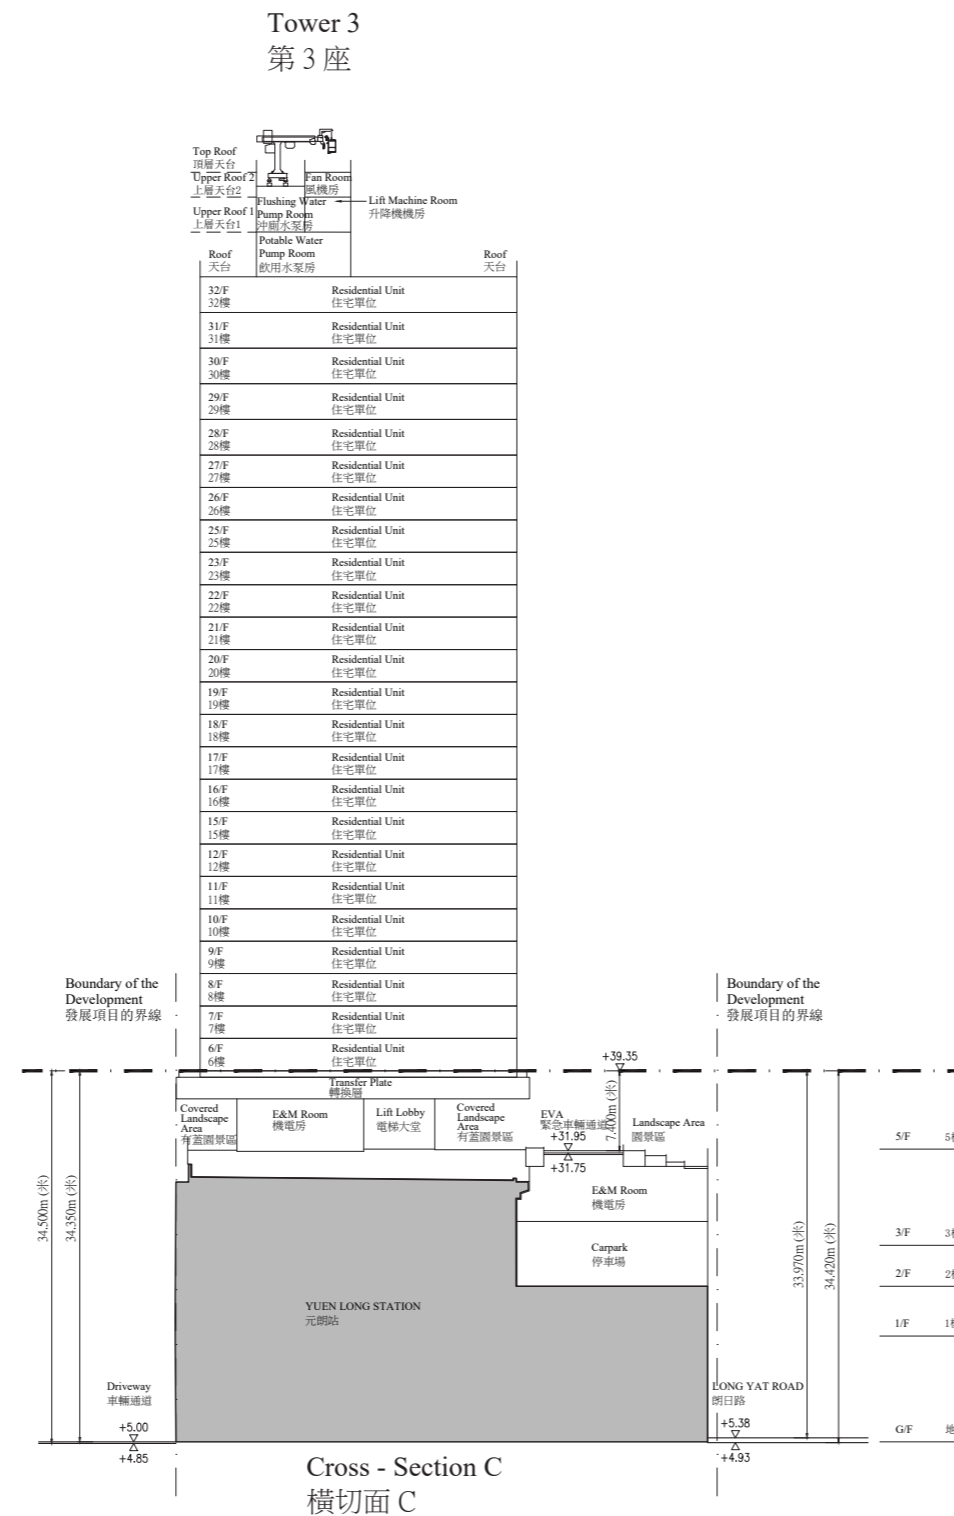 Tower 3
第 3 座
Top Roof
頂層天台
Upper Roof 2
上層天台2
Fan Room
風機房
Flushing Water
Pump Room
沖廁水泵房
Lift Machine Room
升降機機房
Upper Roof 1
上層天台1
Potable Water
Pump Room
飲用水泵房
Roof
天台
Roof
天台
32/F Residential Unit
32樓 住宅單位
31/F Residential Unit
31樓 住宅單位
30/F Residential Unit
30樓 住宅單位
29/F Residential Unit
29樓 住宅單位
28/F Residential Unit
28樓 住宅單位
27/F Residential Unit
27樓 住宅單位
26/F Residential Unit
26樓 住宅單位
25/F Residential Unit
25樓 住宅單位
23/F Residential Unit
23樓 住宅單位
22/F Residential Unit
22樓 住宅單位
21/F Residential Unit
21樓 住宅單位
20/F Residential Unit
20樓 住宅單位
19/F Residential Unit
19樓 住宅單位
18/F Residential Unit
18樓 住宅單位
17/F Residential Unit
17樓 住宅單位
16/F Residential Unit
16樓 住宅單位
15/F Residential Unit
15樓 住宅單位
12/F Residential Unit
12樓 住宅單位
11/F Residential Unit
11樓 住宅單位
10/F Residential Unit
10樓 住宅單位
9/F Residential Unit
9樓 住宅單位
8/F Residential Unit
8樓 住宅單位
7/F Residential Unit
7樓 住宅單位
6/F Residential Unit
6樓 住宅單位
Boundary of the
Development
發展項目的界線
Boundary of the
Development
發展項目的界線
+39.35
Transfer Plate
轉換層
Covered
Landscape
Area
有蓋園景區
E&M Room
機電房
Lift Lobby
電梯大堂
Covered
Landscape
Area
有蓋園景區
EVA
緊急車輛通道
+31.95
+31.75
7.400m (米)
Landscape Area
園景區
E&M Room
機電房
Carpark
停車場
34.500m (米)
34.350m (米)
33.970m (米)
34.420m (米)
5/F
3/F
2/F
1/F
G/F
YUEN LONG STATION
元朗站
Driveway
車輛通道
+5.00
+4.85
LONG YAT ROAD
朗日路
+5.38
+4.93
Cross - Section C
橫切面 C